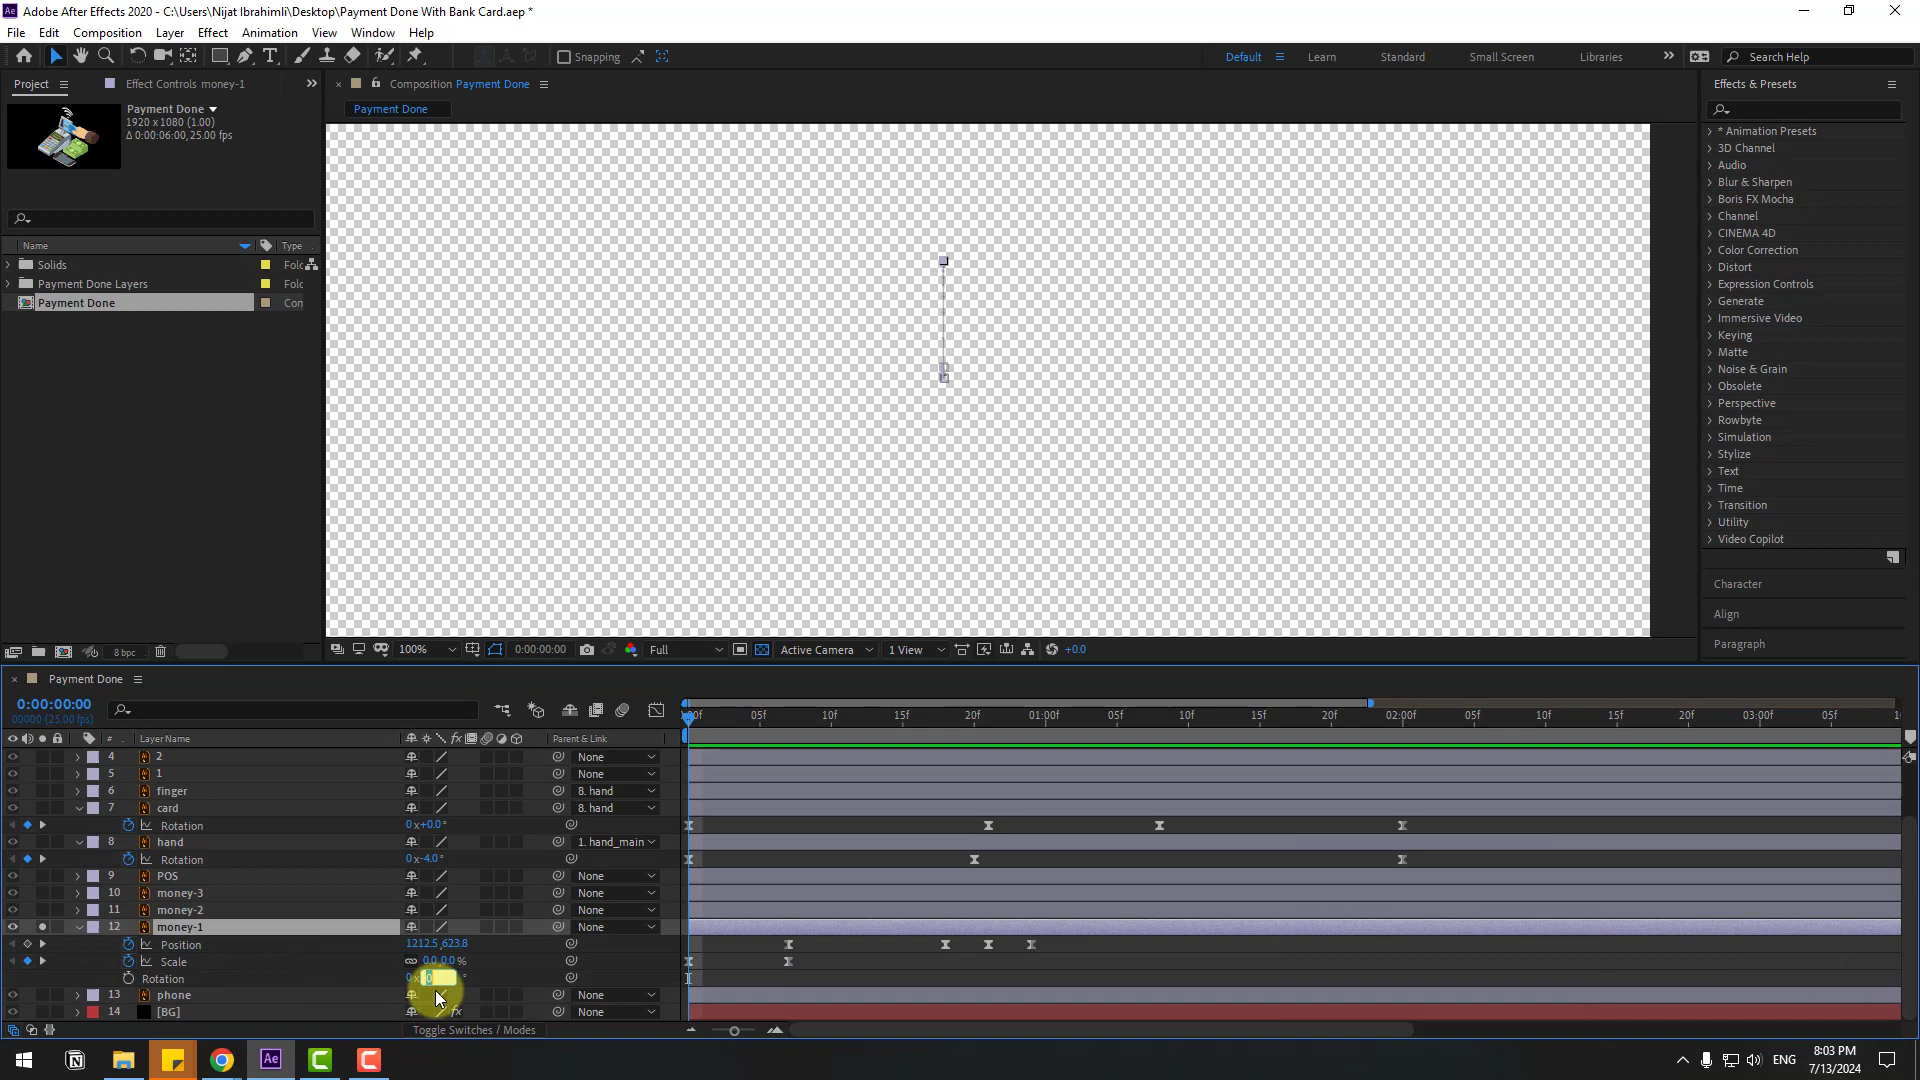 Adobe After Effects 2020 - C:\Users\Nijat Ibrahimli\Desktop\Payment Done With Bank Card.aep *
File Edit Composition Layer Effect Animation View Window Help
Snapping Default Learn Standard Small Screen Libraries Search Help
Project Effect Controls money-1 Composition Payment Done Effects & Presets
Payment Done
1920 x 1080 (1.00)
Δ 0:00:06:00, 25.00 fps
Payment Done
Name Type
Solids
Payment Done Layers
Payment Done Con
8 bpc
* Animation Presets
3D Channel
Audio
Blur & Sharpen
Boris FX Mocha
Channel
CINEMA 4D
Color Correction
Distort
Expression Controls
Generate
Immersive Video
Keying
Matte
Noise & Grain
Obsolete
Perspective
Rowbyte
Simulation
Stylize
Text
Time
Transition
Utility
Video Copilot
Character
Align
Paragraph
100% 0:00:00:00 Full Active Camera 1 View +0.0
Payment Done
0:00:00:00
00000 (25.00 fps)
05f 10f 15f 20f 01:00f 05f 10f 15f 20f 02:00f 05f 10f 15f 20f 03:00f 05f
# Layer Name Parent & Link
4 2 None
5 1 None
6 finger 8. hand
7 card 8. hand
Rotation 0x+0.0°
8 hand 1. hand_main
Rotation 0x-4.0°
9 POS None
10 money-3 None
11 money-2 None
12 money-1 None
Position 1212.5,623.8
Scale 0.0,0.0%
Rotation 0x
13 phone None
14 [BG] fx None
Toggle Switches / Modes
ENG 8:03 PM
7/13/2024